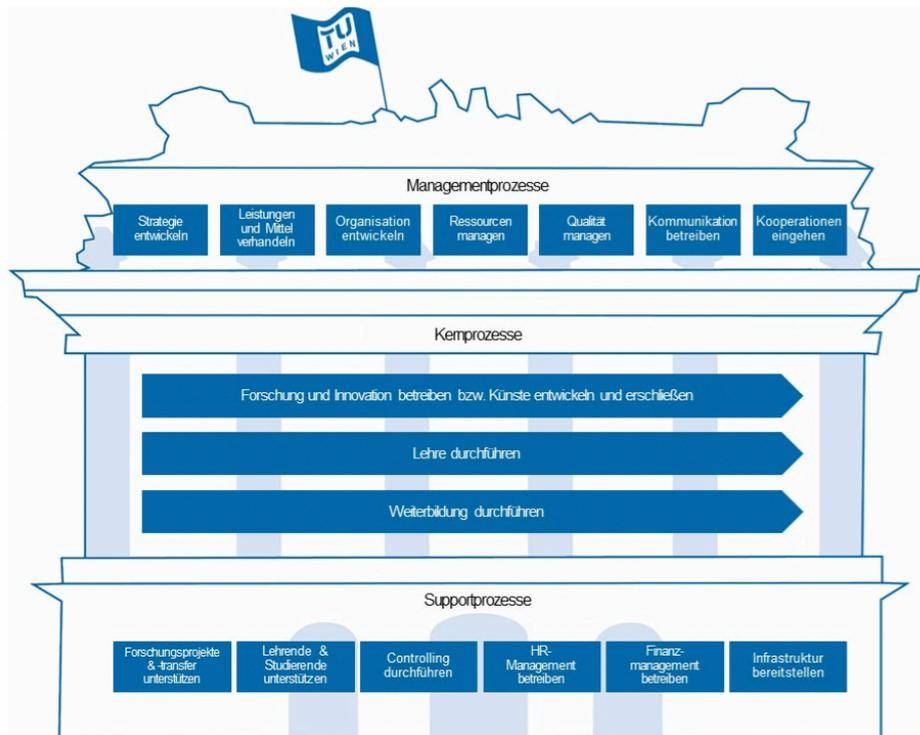 TU
WIEN
Managementprozesse
Strategie
entwickeln
Leistungen
und Mittel
verhandeln
Organisation
entwickeln
Ressourcen
managen
Qualität
managen
Kommunikation
betreiben
Kooperationen
eingehen
Kernprozesse
Forschung und Innovation betreiben bzw. Künste entwickeln und erschließen
Lehre durchführen
Weiterbildung durchführen
Supportprozesse
Forschungsprojekte
& -transfer
unterstützen
Lehrende &
Studierende
unterstützen
Controlling
durchführen
HR-
Management
betreiben
Finanz-
management
betreiben
Infrastruktur
bereitstellen